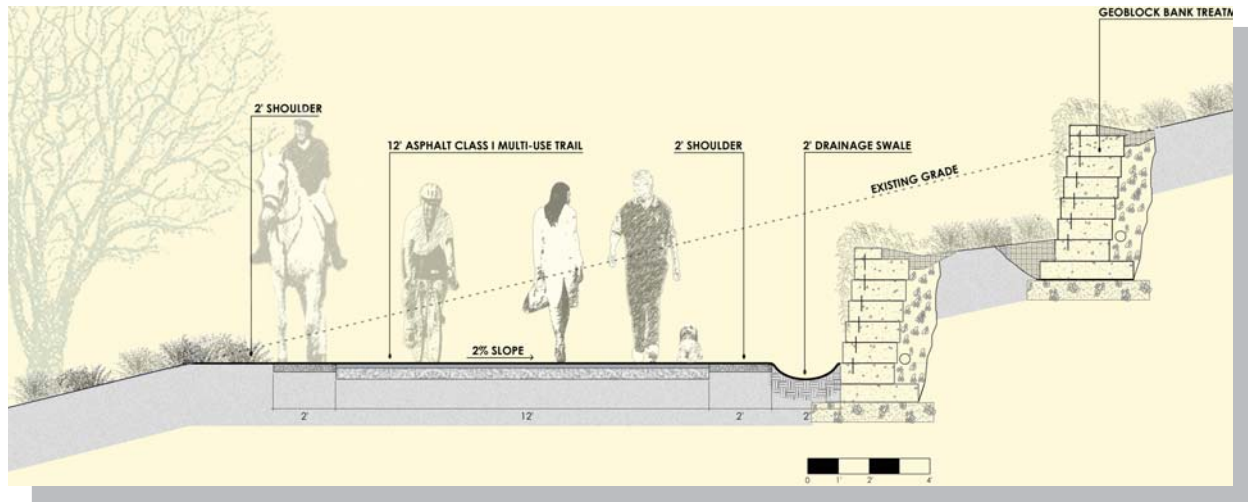 GEOBLOCK BANK TREATM
2' SHOULDER
12' ASPHALT CLASS I MULTI-USE TRAIL
2' SHOULDER
2' DRAINAGE SWALE
EXISTING GRADE
2% SLOPE
2'
12'
2'
2'
0 1' 2' 4'